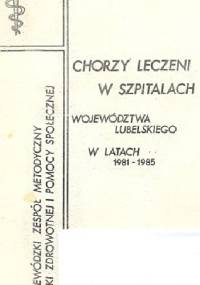 CHORZY LECZENI
W SZPITALACH
WOJEWÓDZTWA
LUBELSKIEGO
W LATACH
1981-1985
EWÓDZKI ZESPÓŁ METODYCZNY
KI ZDROWOTNEJ I POMOCY SPOŁECZNEJ